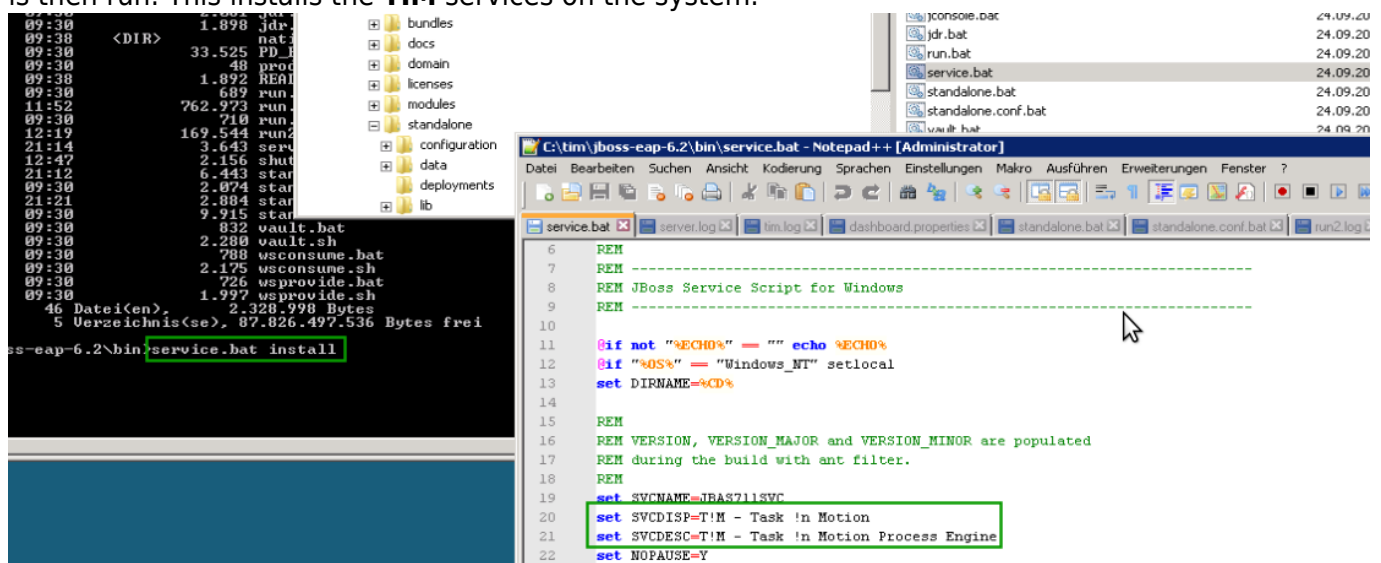 is then run. This installs the TIM services on the system.
09:30 1.898 jdr.
09:38 <DIR> nati
09:30 33.525 PD_
09:30 48 prod
09:38 1.892 READ
09:30 689 run.
11:52 762.973 run.
09:30 710 run.
12:19 169.544 run2
21:14 3.643 serv
12:47 2.156 shut
21:12 6.443 star
09:30 2.074 star
21:21 2.884 star
09:30 9.915 star
09:30 832 vault.bat
09:30 2.280 vault.sh
09:30 788 wsconsume.bat
09:30 2.175 wsconsume.sh
09:30 726 wsprovide.bat
09:30 1.997 wsprovide.sh
46 Datei(en), 2.328.998 Bytes
5 Verzeichnis(se), 87.826.497.536 Bytes frei
ss-eap-6.2\bin>service.bat install
bundles
docs
domain
licenses
modules
standalone
configuration
data
deployments
lib
jconsole.bat 24.09.20
jdr.bat 24.09.20
run.bat 24.09.20
service.bat 24.09.20
standalone.bat 24.09.20
standalone.conf.bat 24.09.20
vault.bat 24.09.20
C:\tim\jboss-eap-6.2\bin\service.bat - Notepad++ [Administrator]
Datei Bearbeiten Suchen Ansicht Kodierung Sprachen Einstellungen Makro Ausführen Erweiterungen Fenster ?
service.bat server.log tim.log dashboard.properties standalone.bat standalone.conf.bat run2.log
6 REM
7 REM -------------------------------------------------------------------------
8 REM JBoss Service Script for Windows
9 REM -------------------------------------------------------------------------
10
11 @if not "%ECHO%" == "" echo %ECHO%
12 @if "%OS%" == "Windows_NT" setlocal
13 set DIRNAME=%CD%
14
15 REM
16 REM VERSION, VERSION_MAJOR and VERSION_MINOR are populated
17 REM during the build with ant filter.
18 REM
19 set SVCNAME=JBAS711SVC
20 set SVCDISP=T!M - Task !n Motion
21 set SVCDESC=T!M - Task !n Motion Process Engine
22 set NOPAUSE=Y